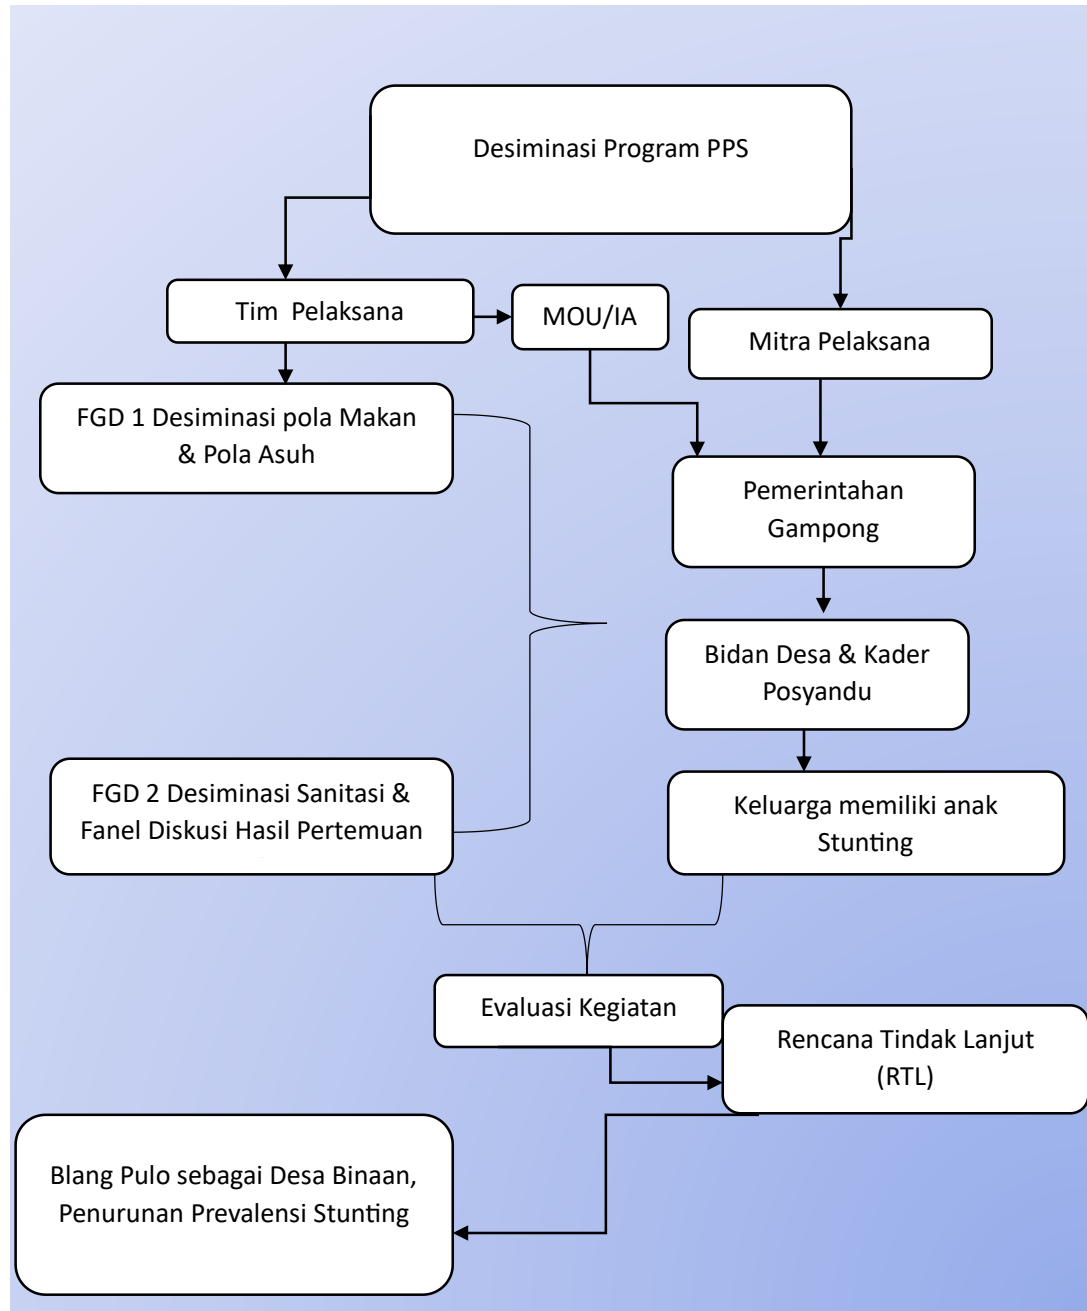 Desiminasi Program PPS
Tim  Pelaksana
MOU/IA
Mitra Pelaksana
FGD 1 Desiminasi pola Makan
& Pola Asuh
Pemerintahan
Gampong
Bidan Desa & Kader
Posyandu
FGD 2 Desiminasi Sanitasi &
Fanel Diskusi Hasil Pertemuan
Keluarga memiliki anak
Stunting
Evaluasi Kegiatan
Rencana Tindak Lanjut
(RTL)
Blang Pulo sebagai Desa Binaan,
Penurunan Prevalensi Stunting